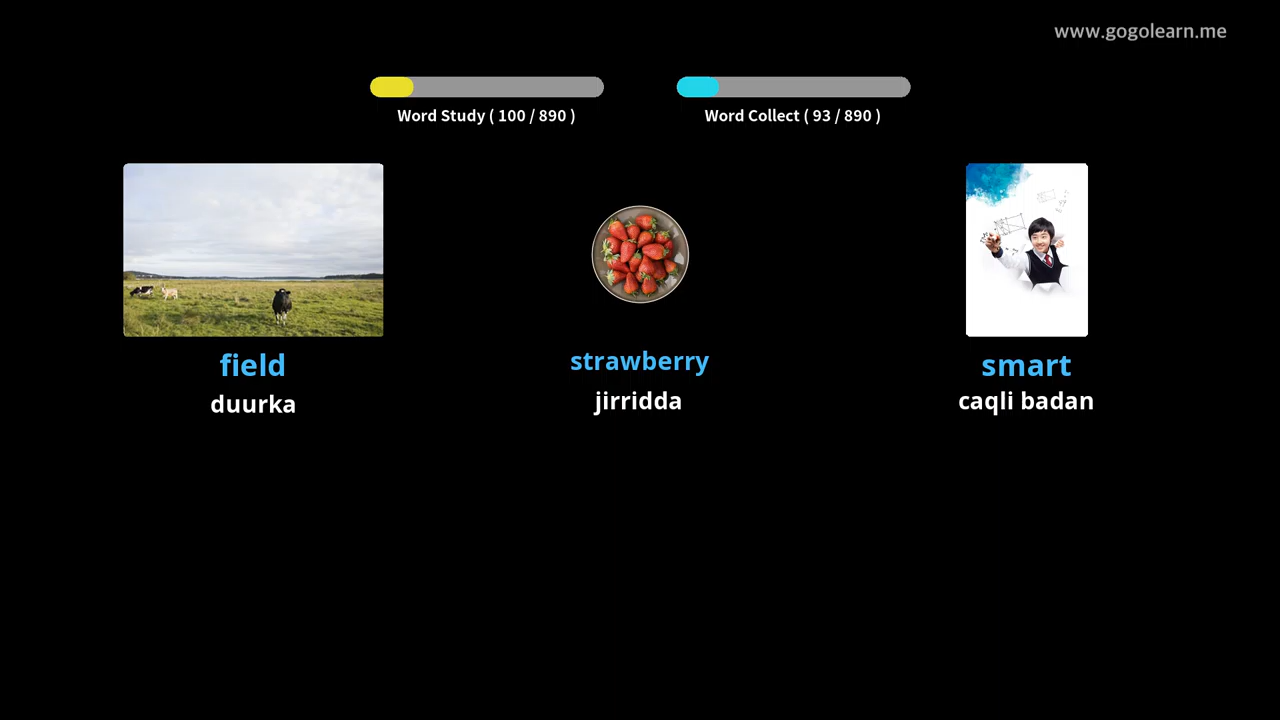 www.gogolearn.me
Word Study ( 100 / 890 )
Word Collect ( 93 / 890 )
field
duurka
strawberry
jirridda
smart
caqli badan